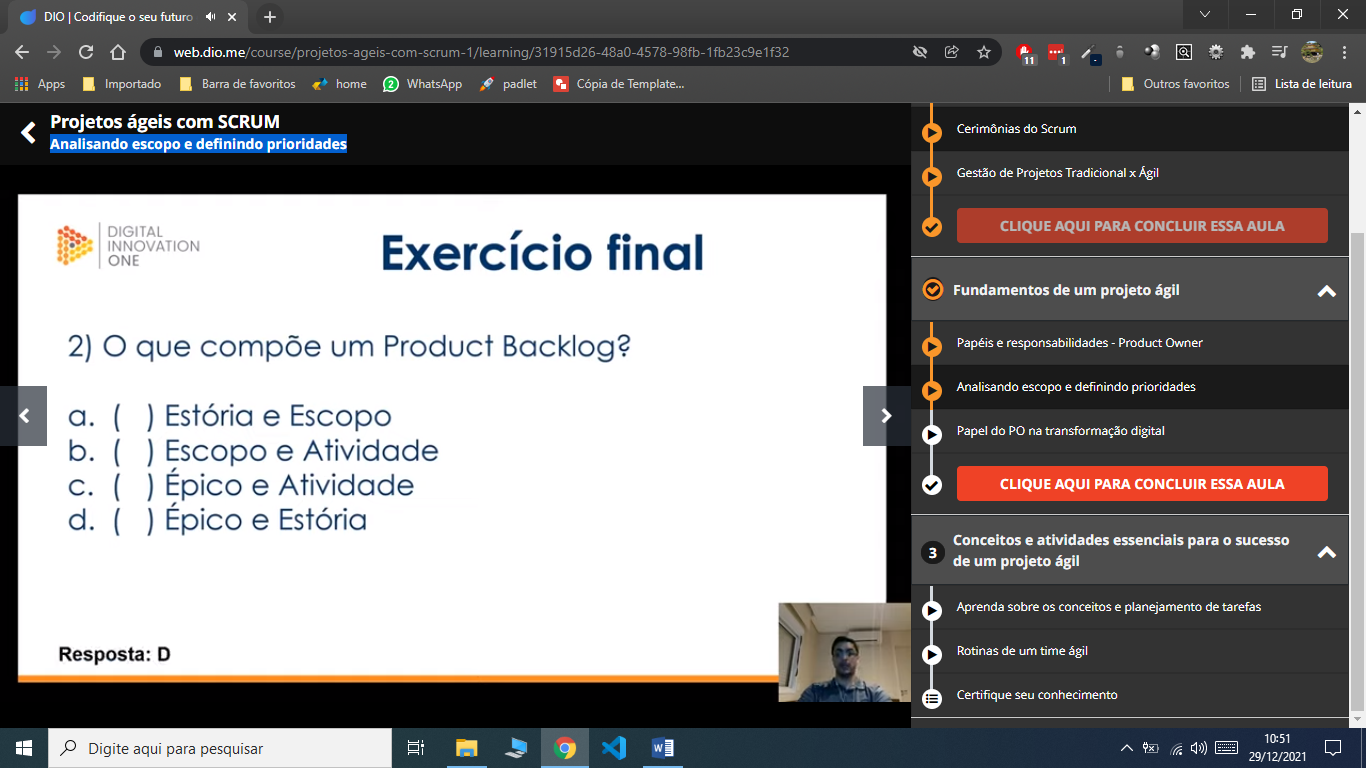 DIO | Codifique o seu futuro
web.dio.me/course/projetos-ageis-com-scrum-1/learning/31915d26-48a0-4578-98fb-1fb23c9e1f32
11
1
Apps
Importado
Barra de favoritos
2
home
WhatsApp
padlet
Cópia de Template...
Outros favoritos
Lista de leitura
Projetos ágeis com SCRUM
Analisando escopo e definindo prioridades
DIGITAL
INNOVATION
ONE
Exercício final
2) O que compõe um Product Backlog?
a. ( ) Estória e Escopo
b. ( ) Escopo e Atividade
c. ( ) Épico e Atividade
d. ( ) Épico e Estória
Resposta: D
Cerimônias do Scrum
Gestão de Projetos Tradicional x Ágil
CLIQUE AQUI PARA CONCLUIR ESSA AULA
Fundamentos de um projeto ágil
Papéis e responsabilidades - Product Owner
Analisando escopo e definindo prioridades
Papel do PO na transformação digital
CLIQUE AQUI PARA CONCLUIR ESSA AULA
3
Conceitos e atividades essenciais para o sucesso
de um projeto ágil
Aprenda sobre os conceitos e planejamento de tarefas
Rotinas de um time ágil
Certifique seu conhecimento
Digite aqui para pesquisar
10:51
29/12/2021